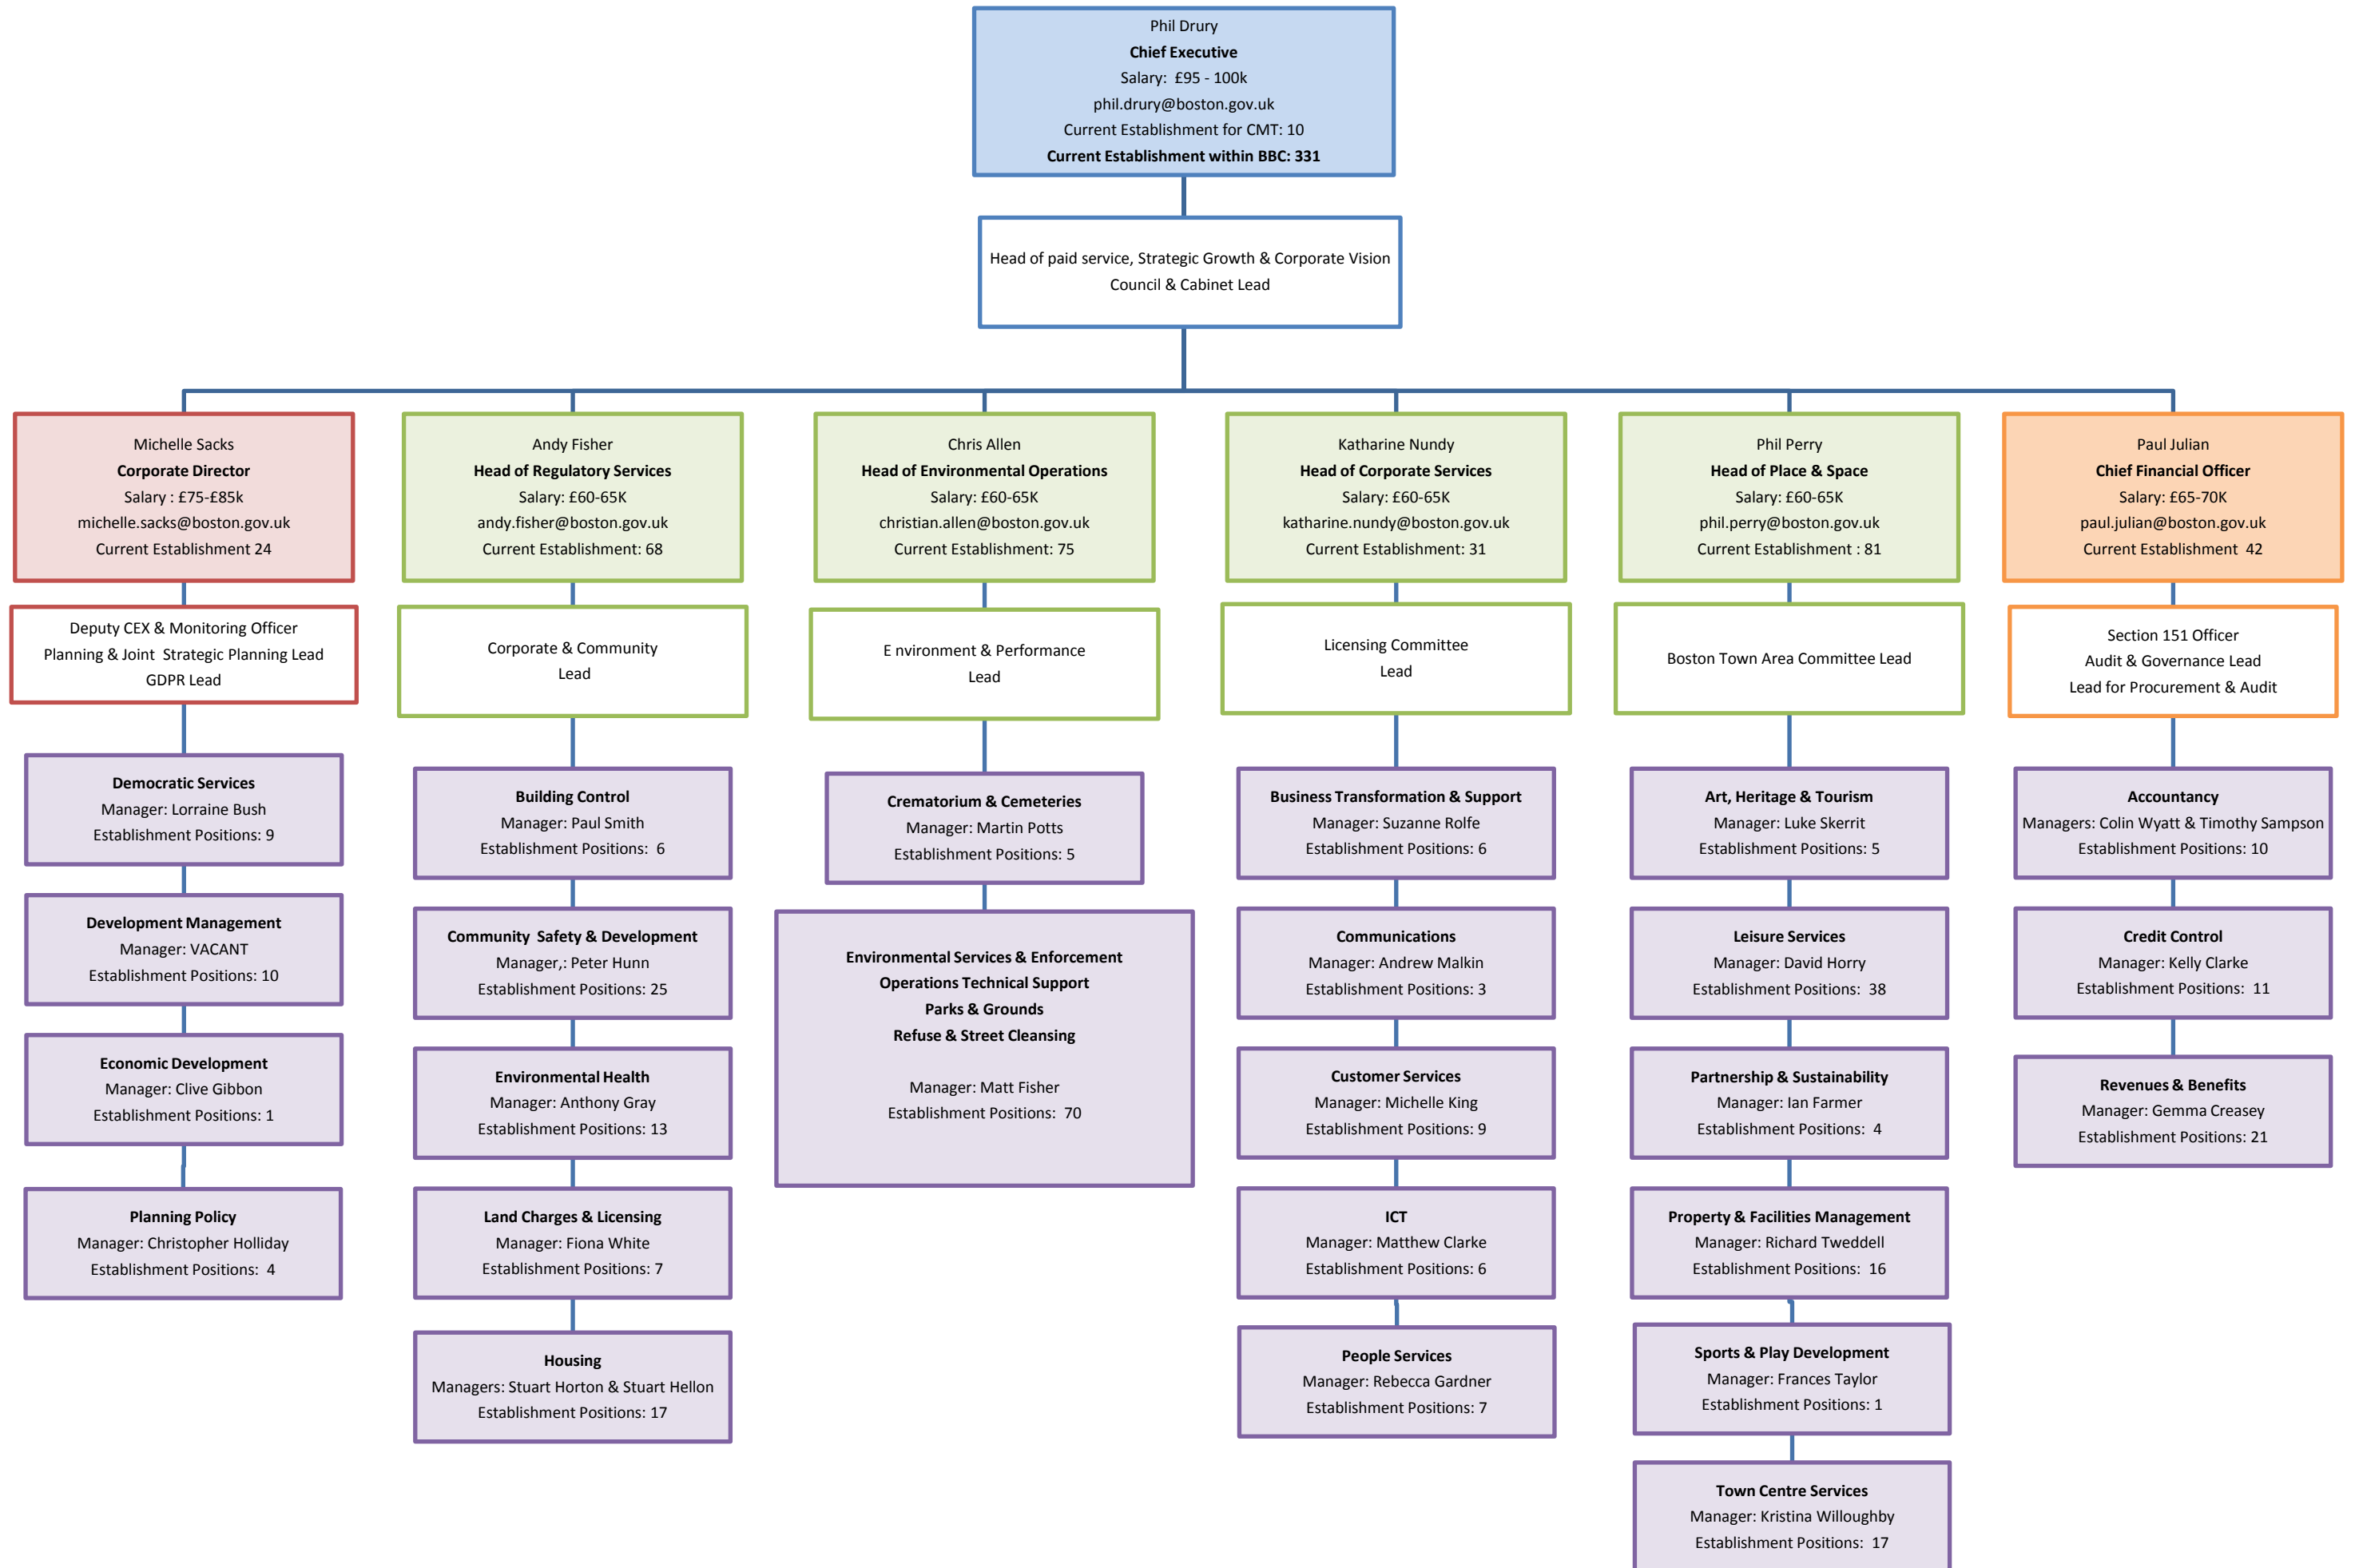 Phil Drury
Chief Executive
Salary: £95 - 100k
phil.drury@boston.gov.uk
Current Establishment for CMT: 10
Current Establishment within BBC: 331
Head of paid service, Strategic Growth & Corporate Vision
Council & Cabinet Lead
Michelle Sacks
Corporate Director
Salary : £75-£85k
michelle.sacks@boston.gov.uk
Current Establishment 24
Deputy CEX & Monitoring Officer
Planning & Joint Strategic Planning Lead
GDPR Lead
Democratic Services
Manager: Lorraine Bush
Establishment Positions: 9
Development Management
Manager: VACANT
Establishment Positions: 10
Economic Development
Manager: Clive Gibbon
Establishment Positions: 1
Planning Policy
Manager: Christopher Holliday
Establishment Positions: 4
Andy Fisher
Head of Regulatory Services
Salary: £60-65K
andy.fisher@boston.gov.uk
Current Establishment: 68
Corporate & Community
Lead
Building Control
Manager: Paul Smith
Establishment Positions: 6
Community Safety & Development
Manager,: Peter Hunn
Establishment Positions: 25
Environmental Health
Manager: Anthony Gray
Establishment Positions: 13
Land Charges & Licensing
Manager: Fiona White
Establishment Positions: 7
Housing
Managers: Stuart Horton & Stuart Hellon
Establishment Positions: 17
Chris Allen
Head of Environmental Operations
Salary: £60-65K
christian.allen@boston.gov.uk
Current Establishment: 75
E nvironment & Performance
Lead
Crematorium & Cemeteries
Manager: Martin Potts
Establishment Positions: 5
Environmental Services & Enforcement
Operations Technical Support
Parks & Grounds
Refuse & Street Cleansing
Manager: Matt Fisher
Establishment Positions: 70
Katharine Nundy
Head of Corporate Services
Salary: £60-65K
katharine.nundy@boston.gov.uk
Current Establishment: 31
Licensing Committee
Lead
Business Transformation & Support
Manager: Suzanne Rolfe
Establishment Positions: 6
Communications
Manager: Andrew Malkin
Establishment Positions: 3
Customer Services
Manager: Michelle King
Establishment Positions: 9
ICT
Manager: Matthew Clarke
Establishment Positions: 6
People Services
Manager: Rebecca Gardner
Establishment Positions: 7
Phil Perry
Head of Place & Space
Salary: £60-65K
phil.perry@boston.gov.uk
Current Establishment : 81
Boston Town Area Committee Lead
Art, Heritage & Tourism
Manager: Luke Skerrit
Establishment Positions: 5
Leisure Services
Manager: David Horry
Establishment Positions: 38
Partnership & Sustainability
Manager: Ian Farmer
Establishment Positions: 4
Property & Facilities Management
Manager: Richard Tweddell
Establishment Positions: 16
Sports & Play Development
Manager: Frances Taylor
Establishment Positions: 1
Town Centre Services
Manager: Kristina Willoughby
Establishment Positions: 17
Paul Julian
Chief Financial Officer
Salary: £65-70K
paul.julian@boston.gov.uk
Current Establishment 42
Section 151 Officer
Audit & Governance Lead
Lead for Procurement & Audit
Accountancy
Managers: Colin Wyatt & Timothy Sampson
Establishment Positions: 10
Credit Control
Manager: Kelly Clarke
Establishment Positions: 11
Revenues & Benefits
Manager: Gemma Creasey
Establishment Positions: 21